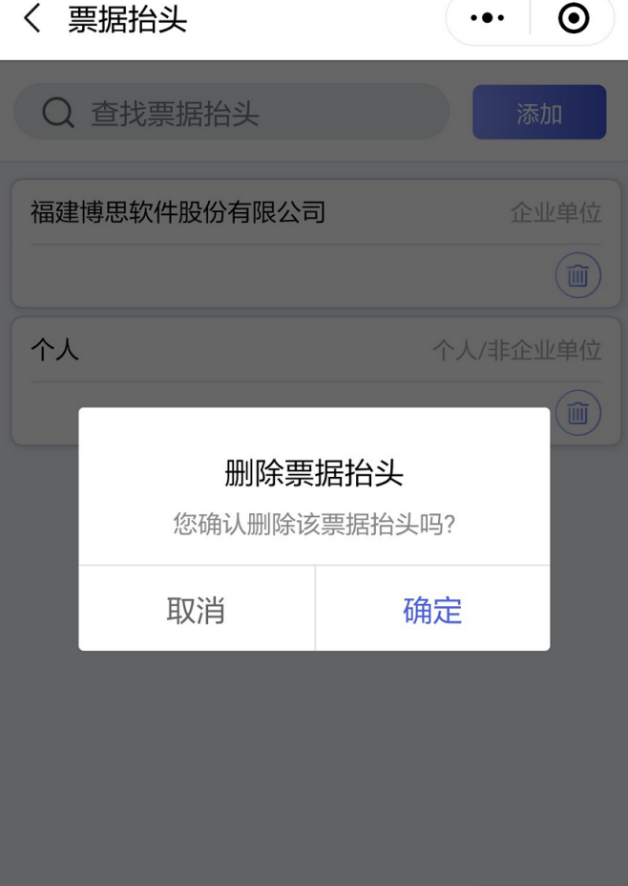 票据抬头
查找票据抬头
添加
福建博思软件股份有限公司
企业单位
个人
个人/非企业单位
删除票据抬头
您确认删除该票据抬头吗?
取消
确定